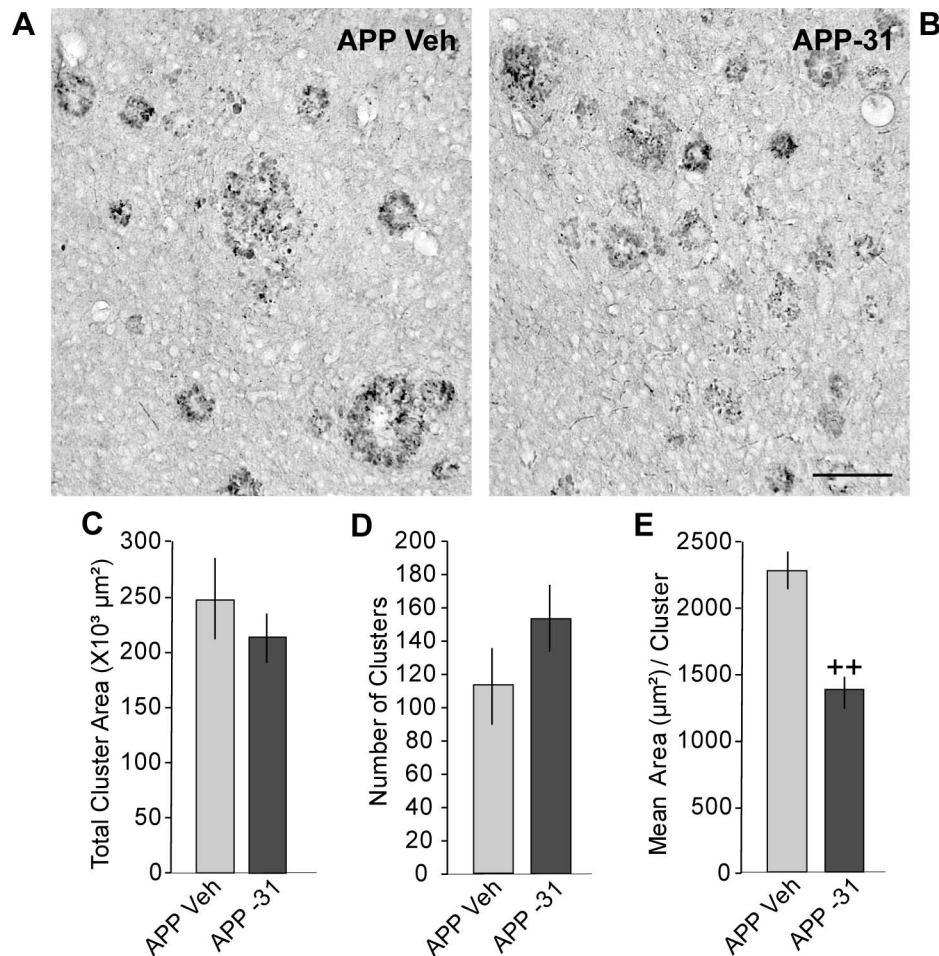 A
APP Veh
APP-31
B
C
Total Cluster Area (X10³ µm²)
300
250
200
150
100
50
0
APP Veh
APP -31
D
Number of Clusters
200
180
160
140
120
100
80
60
40
20
0
APP Veh
APP -31
E
Mean Area (µm²) / Cluster
2500
2000
1500
1000
500
0
++
APP Veh
APP -31